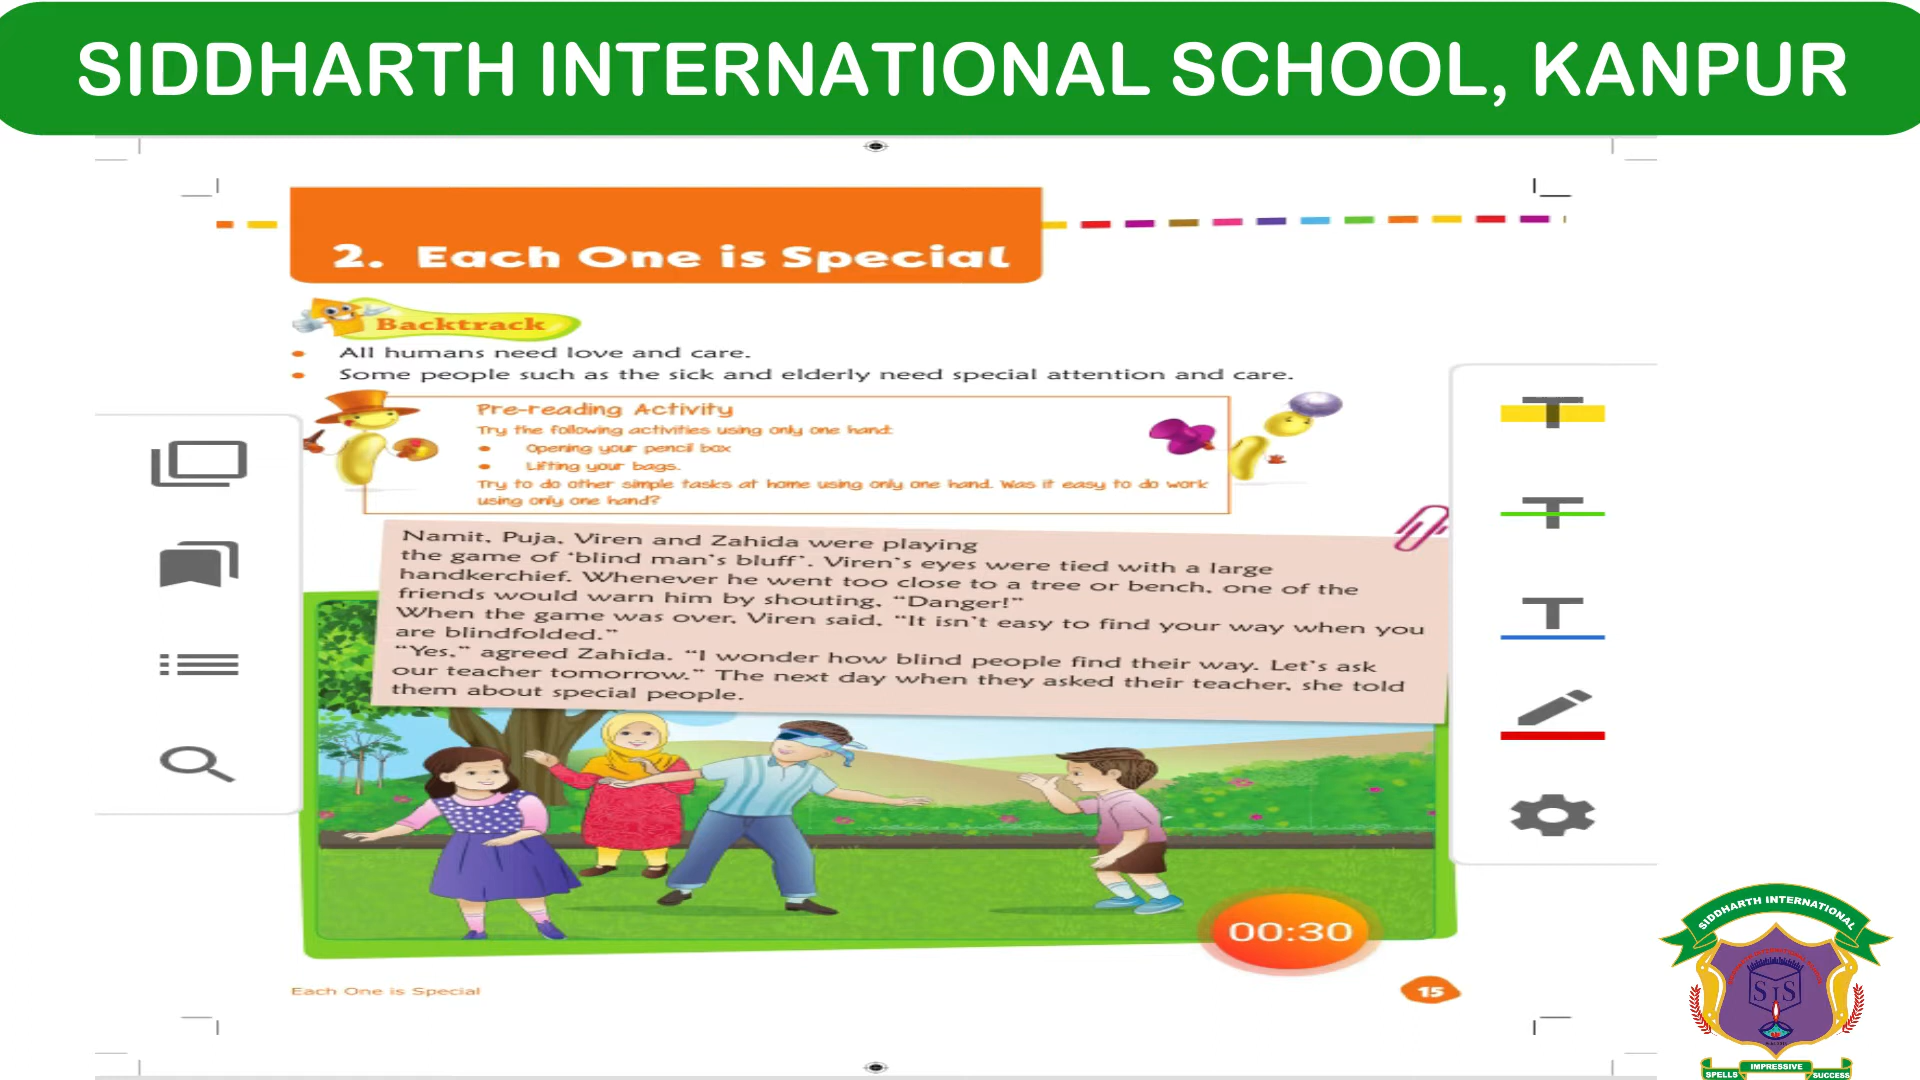 SIDDHARTH INTERNATIONAL SCHOOL, KANPUR
2. Each One is Special
Backtrack
• All humans need love and care.
• Some people such as the sick and elderly need special attention and care.
Pre-reading Activity
Try the following activities using only one hand:
• Opening your pencil box
• Lifting your bags.
Try to do other simple tasks at home using only one hand. Was it easy to do work
using only one hand?
Namit, Puja, Viren and Zahida were playing
the game of ‘blind man’s bluff’. Viren’s eyes were tied with a large
handkerchief. Whenever he went too close to a tree or bench, one of the
friends would warn him by shouting, “Danger!”
When the game was over, Viren said, “It isn’t easy to find your way when you
are blindfolded.”
“Yes,” agreed Zahida. “I wonder how blind people find their way. Let’s ask
our teacher tomorrow.” The next day when they asked their teacher, she told
them about special people.
T
T
T
00:30
Each One is Special
15
SIDDHARTH INTERNATIONAL
SIS
SPELLS IMPRESSIVE SUCCESS